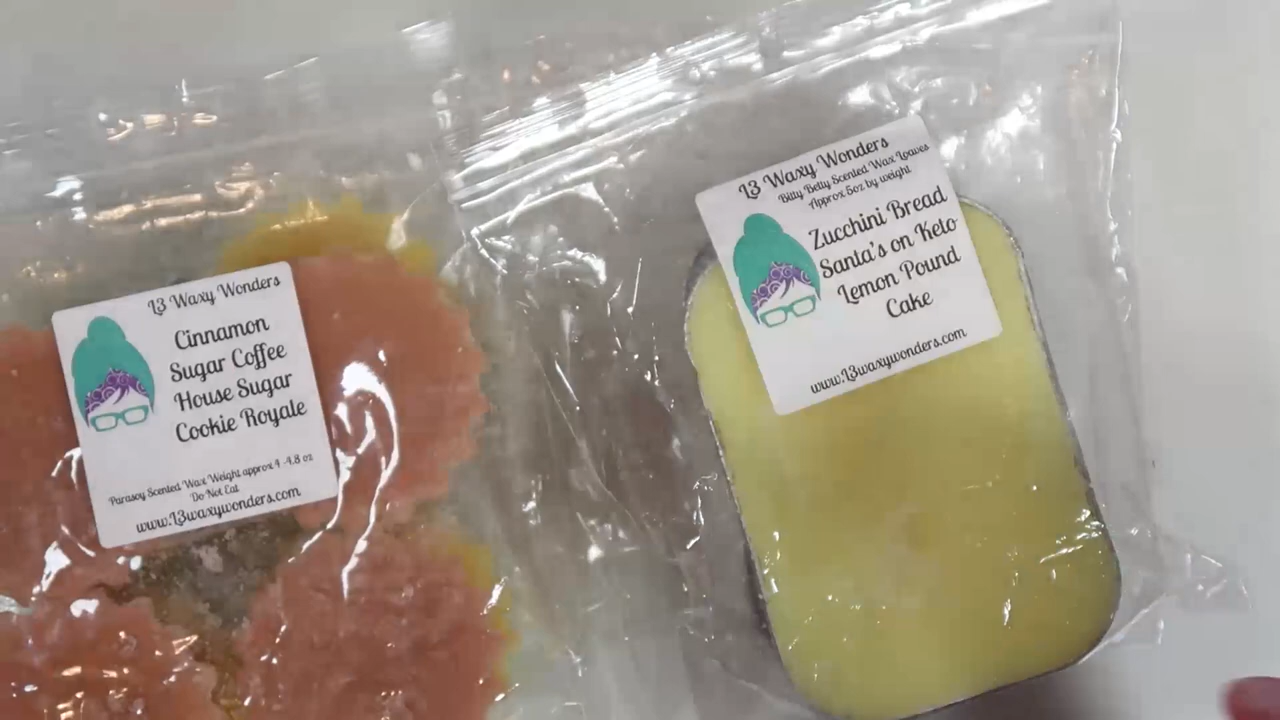 L3 Waxy Wonders
Cinnamon
Sugar Coffee
House Sugar
Cookie Royale
Parasoy Scented Wax Weight approx 4 -4.8 oz
Do Not Eat
www.L3waxywonders.com
L3 Waxy Wonders
Bitty Betty Scented Wax Loaves
Approx 5oz by weight
Zucchini Bread
Santa's on Keto
Lemon Pound
Cake
www.L3waxywonders.com